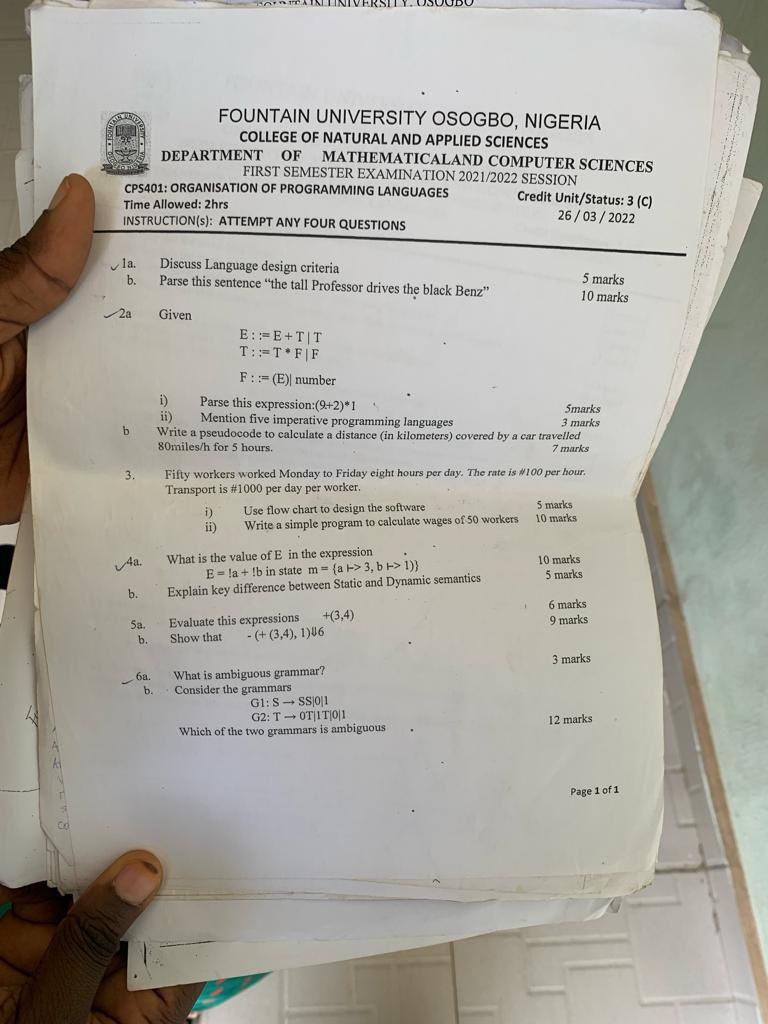 FOUNTAIN UNIVERSITY, OSOGBO
FOUNTAIN UNIVERSITY OSOGBO, NIGERIA
COLLEGE OF NATURAL AND APPLIED SCIENCES
DEPARTMENT OF MATHEMATICALAND COMPUTER SCIENCES
FIRST SEMESTER EXAMINATION 2021/2022 SESSION
CPS401: ORGANISATION OF PROGRAMMING LANGUAGES Credit Unit/Status: 3 (C)
Time Allowed: 2hrs 26 / 03 / 2022
INSTRUCTION(s): ATTEMPT ANY FOUR QUESTIONS
1a. Discuss Language design criteria 5 marks
b. Parse this sentence “the tall Professor drives the black Benz” 10 marks
2a Given
E : := E + T | T
T : := T * F | F
F : := (E)| number
i) Parse this expression:(9+2)*1 5marks
ii) Mention five imperative programming languages 3 marks
b Write a pseudocode to calculate a distance (in kilometers) covered by a car travelled
80miles/h for 5 hours. 7 marks
3. Fifty workers worked Monday to Friday eight hours per day. The rate is #100 per hour.
Transport is #1000 per day per worker.
i) Use flow chart to design the software 5 marks
ii) Write a simple program to calculate wages of 50 workers 10 marks
4a. What is the value of E in the expression
E = !a + !b in state m = {a ⊢> 3, b ⊢> 1)} 10 marks
b. Explain key difference between Static and Dynamic semantics 5 marks
5a. Evaluate this expressions +(3,4) 6 marks
b. Show that - (+ (3,4), 1)⇓6 9 marks
6a. What is ambiguous grammar? 3 marks
b. Consider the grammars
G1: S → SS|0|1
G2: T → 0T|1T|0|1
Which of the two grammars is ambiguous 12 marks
Page 1 of 1